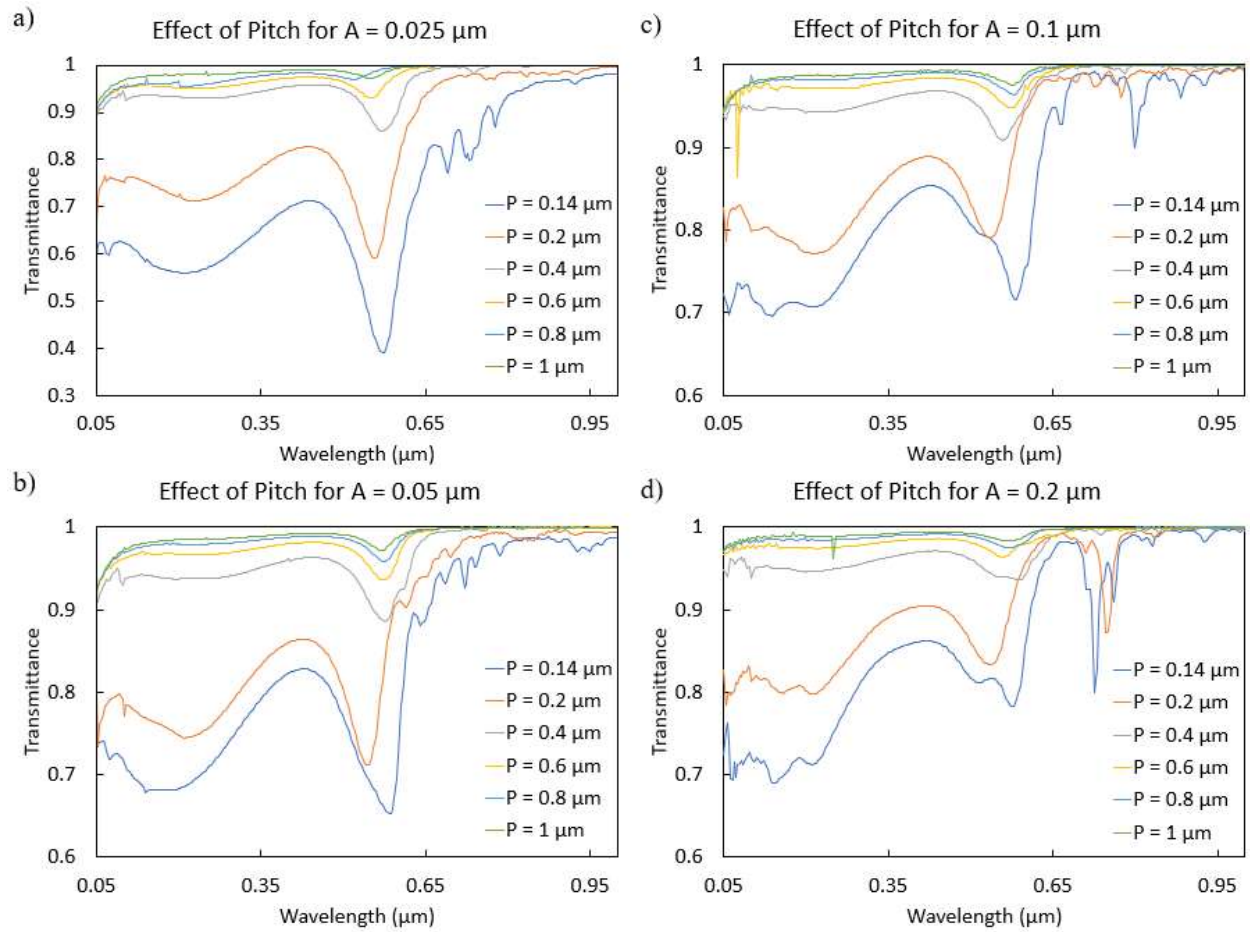 a)
Effect of Pitch for A = 0.025 µm
1
0.9
0.8
0.7
0.6
0.5
0.4
0.3
Transmittance
P = 0.14 µm
P = 0.2 µm
P = 0.4 µm
P = 0.6 µm
P = 0.8 µm
P = 1 µm
0.05 0.35 0.65 0.95
Wavelength (µm)
c)
Effect of Pitch for A = 0.1 µm
1
0.9
0.8
0.7
0.6
Transmittance
P = 0.14 µm
P = 0.2 µm
P = 0.4 µm
P = 0.6 µm
P = 0.8 µm
P = 1 µm
0.05 0.35 0.65 0.95
Wavelength (µm)
b)
Effect of Pitch for A = 0.05 µm
1
0.9
0.8
0.7
0.6
Transmittance
P = 0.14 µm
P = 0.2 µm
P = 0.4 µm
P = 0.6 µm
P = 0.8 µm
P = 1 µm
0.05 0.35 0.65 0.95
Wavelength (µm)
d)
Effect of Pitch for A = 0.2 µm
1
0.9
0.8
0.7
0.6
Transmittance
P = 0.14 µm
P = 0.2 µm
P = 0.4 µm
P = 0.6 µm
P = 0.8 µm
P = 1 µm
0.05 0.35 0.65 0.95
Wavelength (µm)